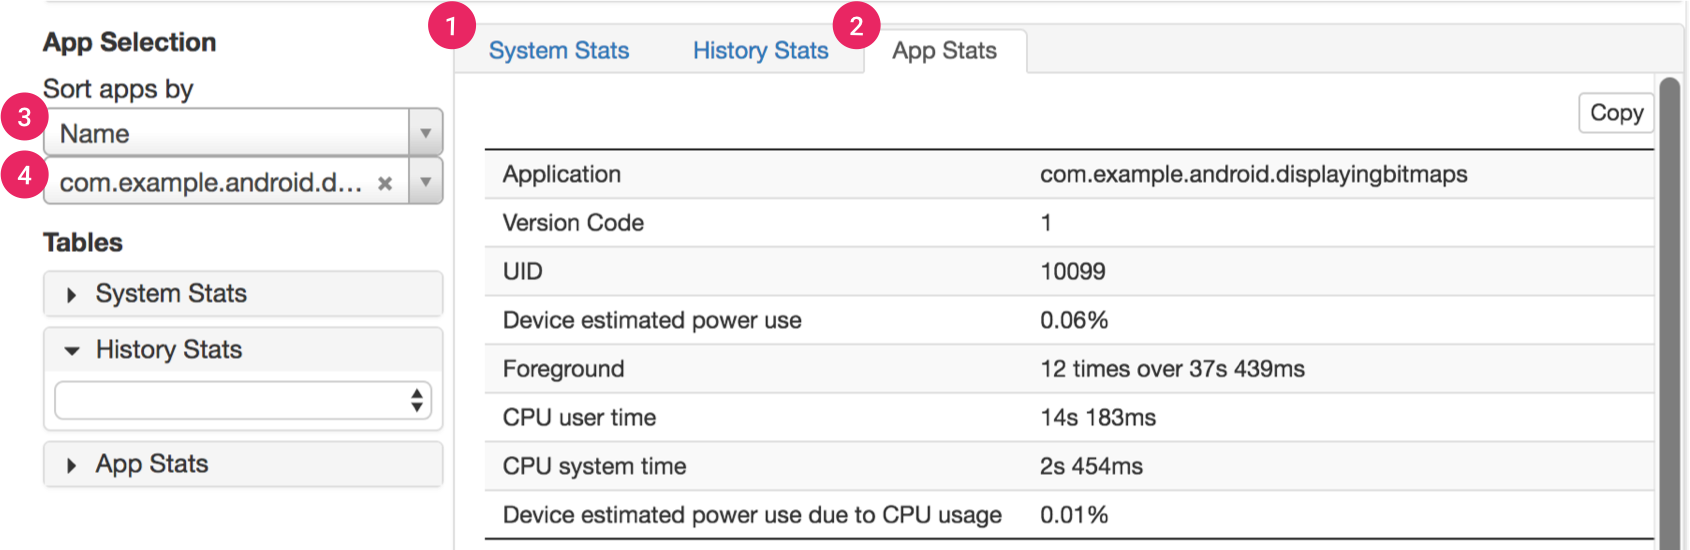 App Selection
Sort apps by
3
Name
4
com.example.android.d... ×
Tables
System Stats
History Stats
App Stats
1
System Stats
History Stats
2
App Stats
Copy
Application com.example.android.displayingbitmaps
Version Code 1
UID 10099
Device estimated power use 0.06%
Foreground 12 times over 37s 439ms
CPU user time 14s 183ms
CPU system time 2s 454ms
Device estimated power use due to CPU usage 0.01%